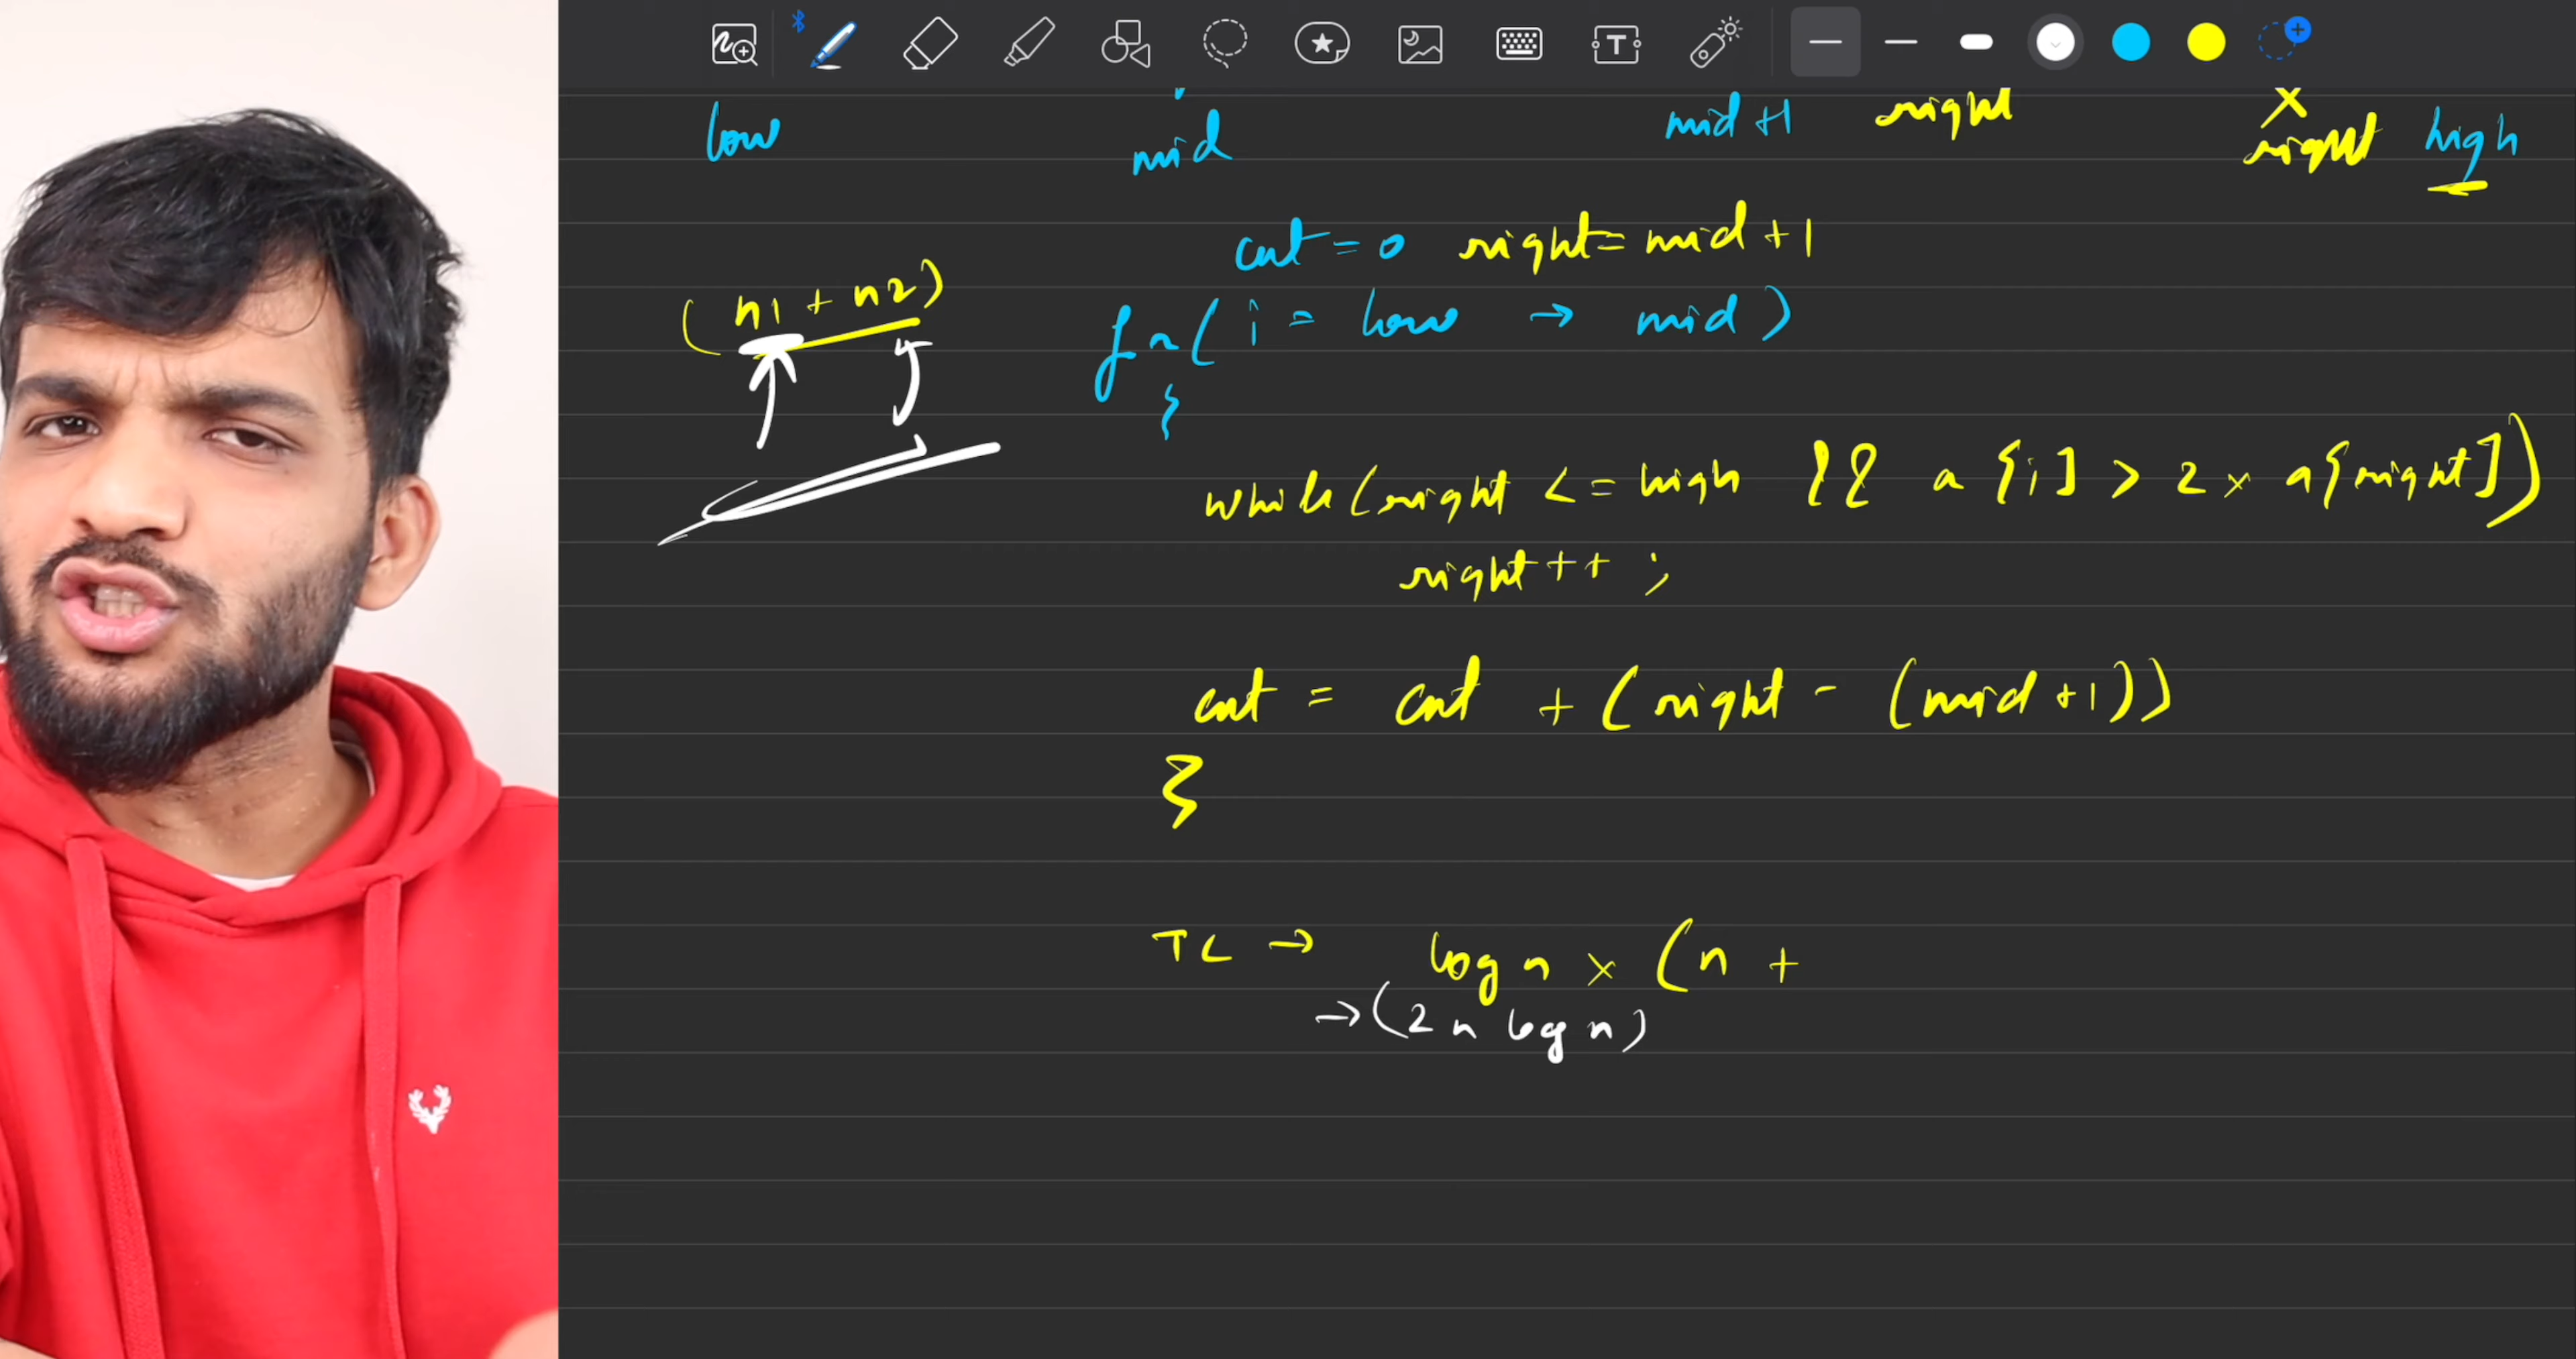 low mid mid+1 right x right high
cnt = 0 right = mid + 1
(n1 + n2)
for( i = low → mid)
{
while(right <= high && a[i] > 2 x a[right])
right++ ;
cnt = cnt + (right - (mid+1))
}
TC → log n x (n +
→ (2n log n)